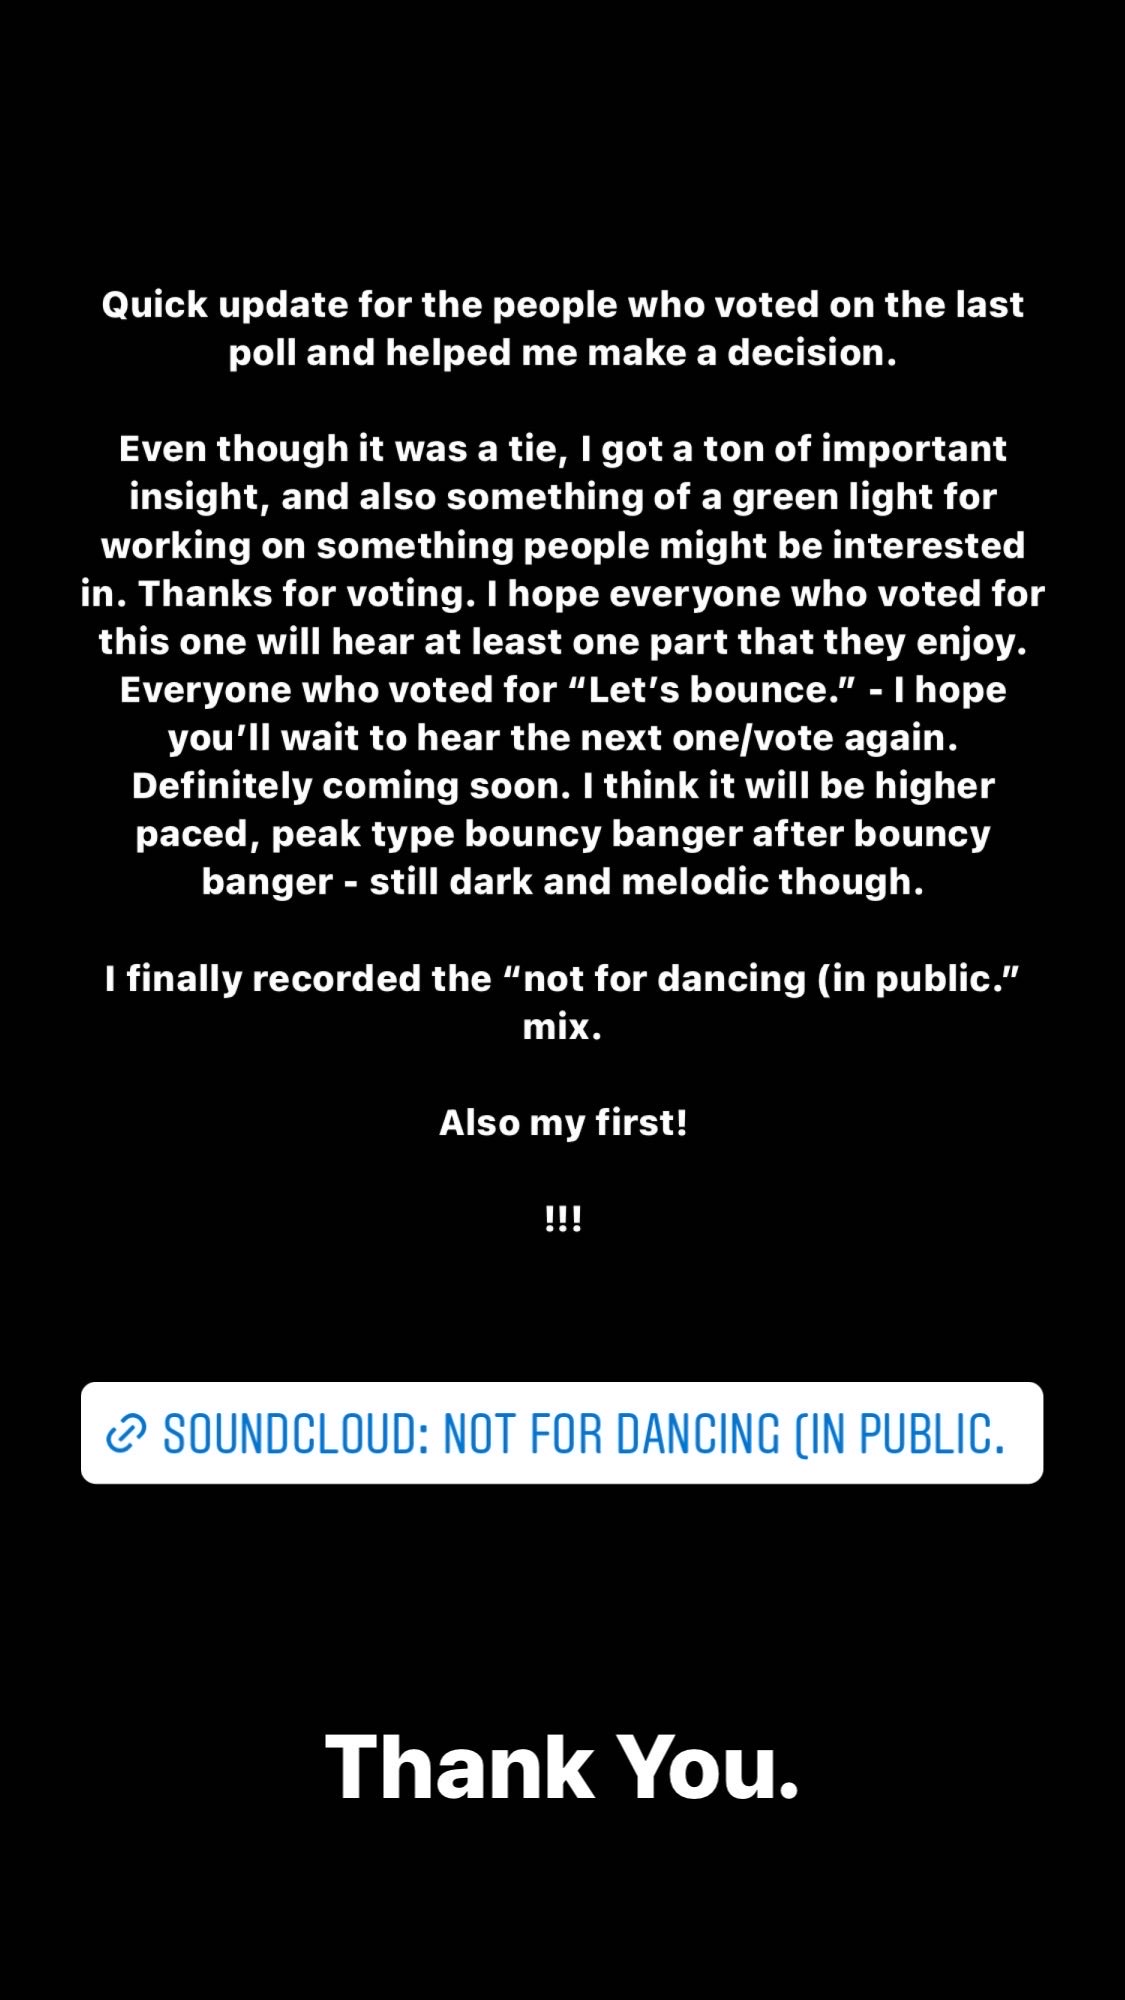 Quick update for the people who voted on the last
poll and helped me make a decision.
Even though it was a tie, I got a ton of important
insight, and also something of a green light for
working on something people might be interested
in. Thanks for voting. I hope everyone who voted for
this one will hear at least one part that they enjoy.
Everyone who voted for “Let’s bounce.” - I hope
you’ll wait to hear the next one/vote again.
Definitely coming soon. I think it will be higher
paced, peak type bouncy banger after bouncy
banger - still dark and melodic though.
I finally recorded the “not for dancing (in public.”
mix.
Also my first!
!!!
SOUNDCLOUD: NOT FOR DANCING (IN PUBLIC.
Thank You.